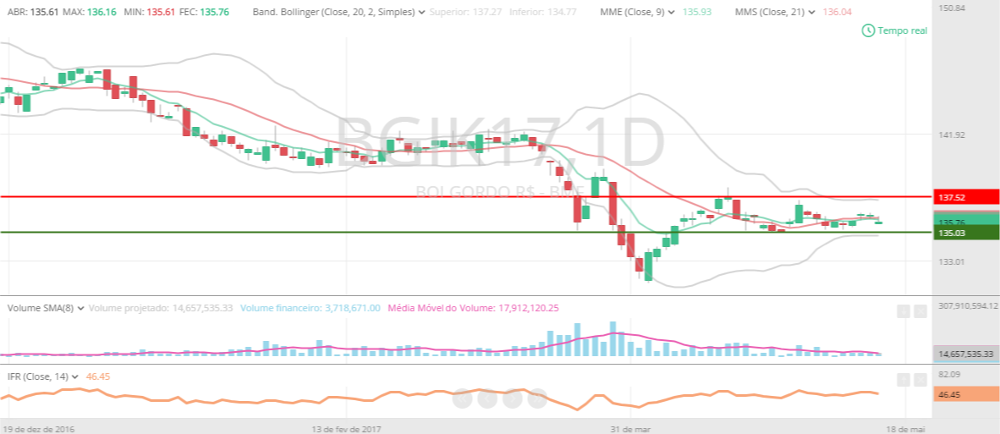 ABR: 135.61 MAX: 136.16 MIN: 135.61 FEC: 135.76 Band. Bollinger (Close, 20, 2, Simples) Superior: 137.27 Inferior: 134.77 MME (Close, 9) 135.93 MMS (Close, 21) 136.04
150.84
Tempo real
141.92
BGIK17,1D
BOI GORDO R$ - BMF
137.52
135.76
135.03
133.01
Volume SMA(8) Volume projetado: 14,657,535.33 Volume financeiro: 3,718,671.00 Média Móvel do Volume: 17,912,120.25
307,910,594.12
14,657,535.33
IFR (Close, 14) 46.45
82.09
46.45
19 de dez de 2016 13 de fev de 2017 31 de mar 18 de mai